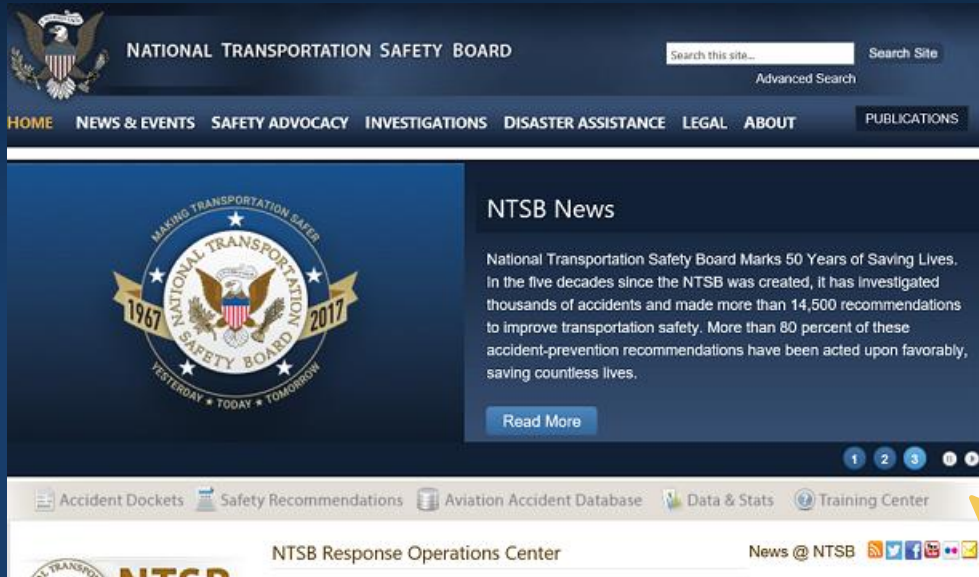 NATIONAL TRANSPORTATION SAFETY BOARD
Search this site...
Search Site
Advanced Search
HOME NEWS & EVENTS SAFETY ADVOCACY INVESTIGATIONS DISASTER ASSISTANCE LEGAL ABOUT PUBLICATIONS
MAKING TRANSPORTATION SAFER
NATIONAL TRANSPORTATION SAFETY BOARD
1967 2017
YESTERDAY ★ TODAY ★ TOMORROW
NTSB News
National Transportation Safety Board Marks 50 Years of Saving Lives.
In the five decades since the NTSB was created, it has investigated
thousands of accidents and made more than 14,500 recommendations
to improve transportation safety. More than 80 percent of these
accident-prevention recommendations have been acted upon favorably,
saving countless lives.
Read More
1 2 3
Accident Dockets Safety Recommendations Aviation Accident Database Data & Stats Training Center
NTSB
NTSB Response Operations Center
News @ NTSB